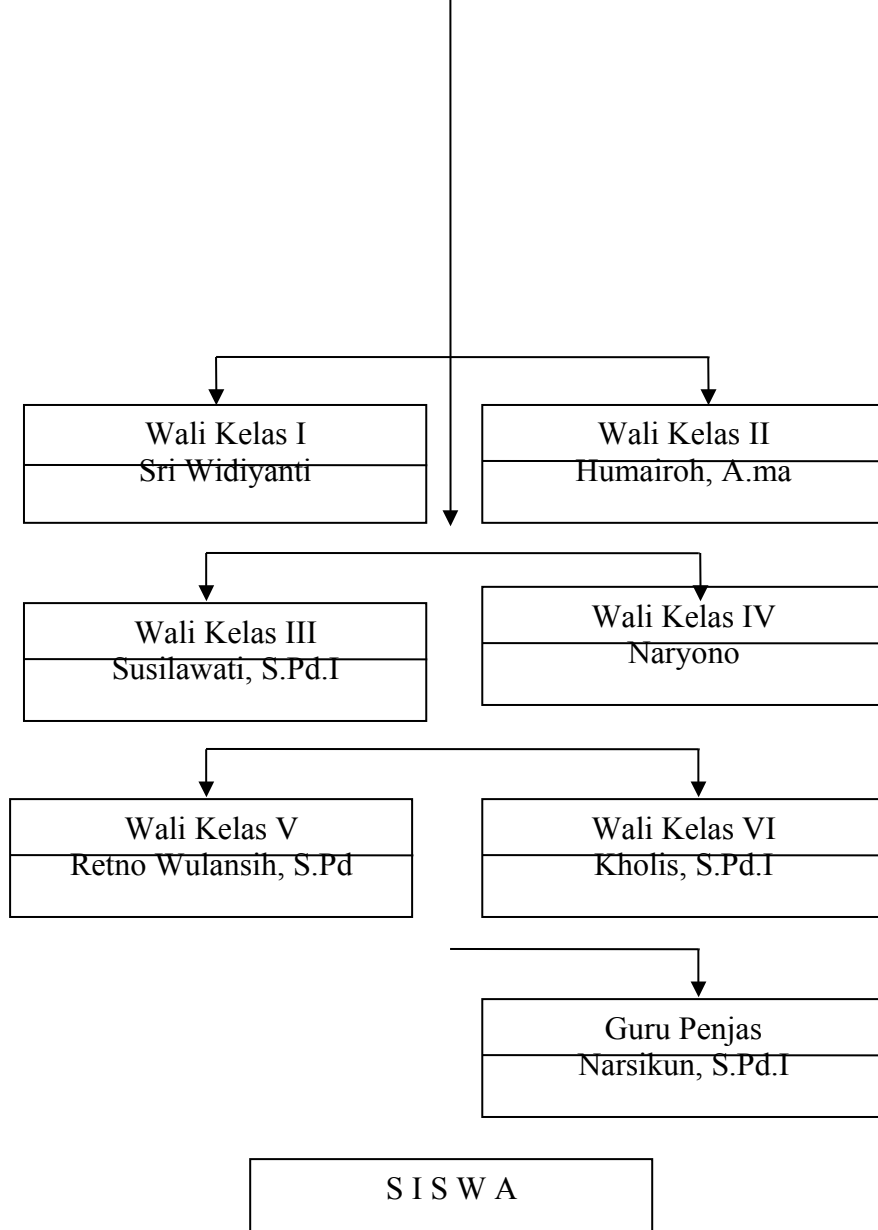 Wali Kelas I
Sri Widiyanti
Wali Kelas II
Humairoh, A.ma
Wali Kelas III
Susilawati, S.Pd.I
Wali Kelas IV
Naryono
Wali Kelas V
Retno Wulansih, S.Pd
Wali Kelas VI
Kholis, S.Pd.I
Guru Penjas
Narsikun, S.Pd.I
S I S W A